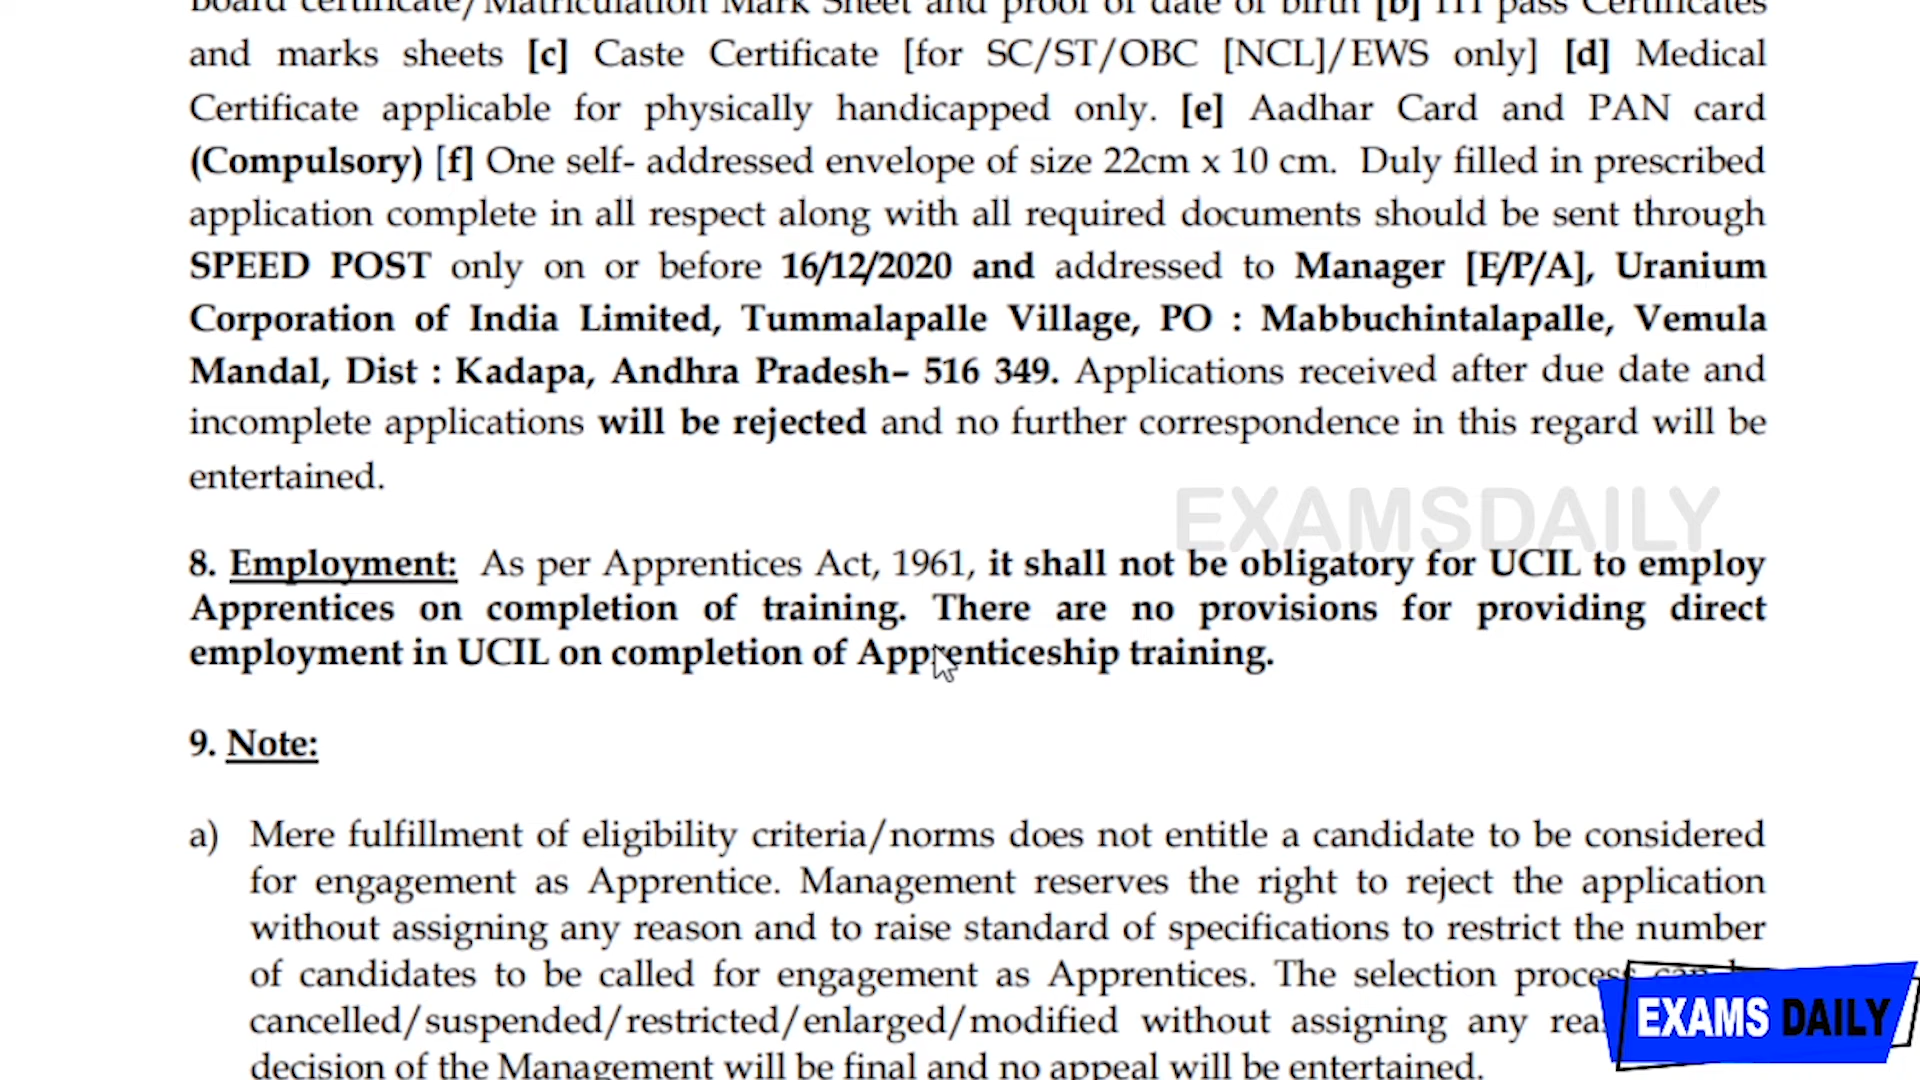 Board certificate/Matriculation Mark Sheet and proof of date of birth [b] ITI pass Certificates
and marks sheets [c] Caste Certificate [for SC/ST/OBC [NCL]/EWS only] [d] Medical
Certificate applicable for physically handicapped only. [e] Aadhar Card and PAN card
(Compulsory) [f] One self- addressed envelope of size 22cm x 10 cm. Duly filled in prescribed
application complete in all respect along with all required documents should be sent through
SPEED POST only on or before 16/12/2020 and addressed to Manager [E/P/A], Uranium
Corporation of India Limited, Tummalapalle Village, PO : Mabbuchintalapalle, Vemula
Mandal, Dist : Kadapa, Andhra Pradesh– 516 349. Applications received after due date and
incomplete applications will be rejected and no further correspondence in this regard will be
entertained.
EXAMSDAILY
8. Employment: As per Apprentices Act, 1961, it shall not be obligatory for UCIL to employ
Apprentices on completion of training. There are no provisions for providing direct
employment in UCIL on completion of Apprenticeship training.
9. Note:
a) Mere fulfillment of eligibility criteria/norms does not entitle a candidate to be considered
for engagement as Apprentice. Management reserves the right to reject the application
without assigning any reason and to raise standard of specifications to restrict the number
of candidates to be called for engagement as Apprentices. The selection process
cancelled/suspended/restricted/enlarged/modified without assigning any
decision of the Management will be final and no appeal will be entertained.
EXAMS DAILY